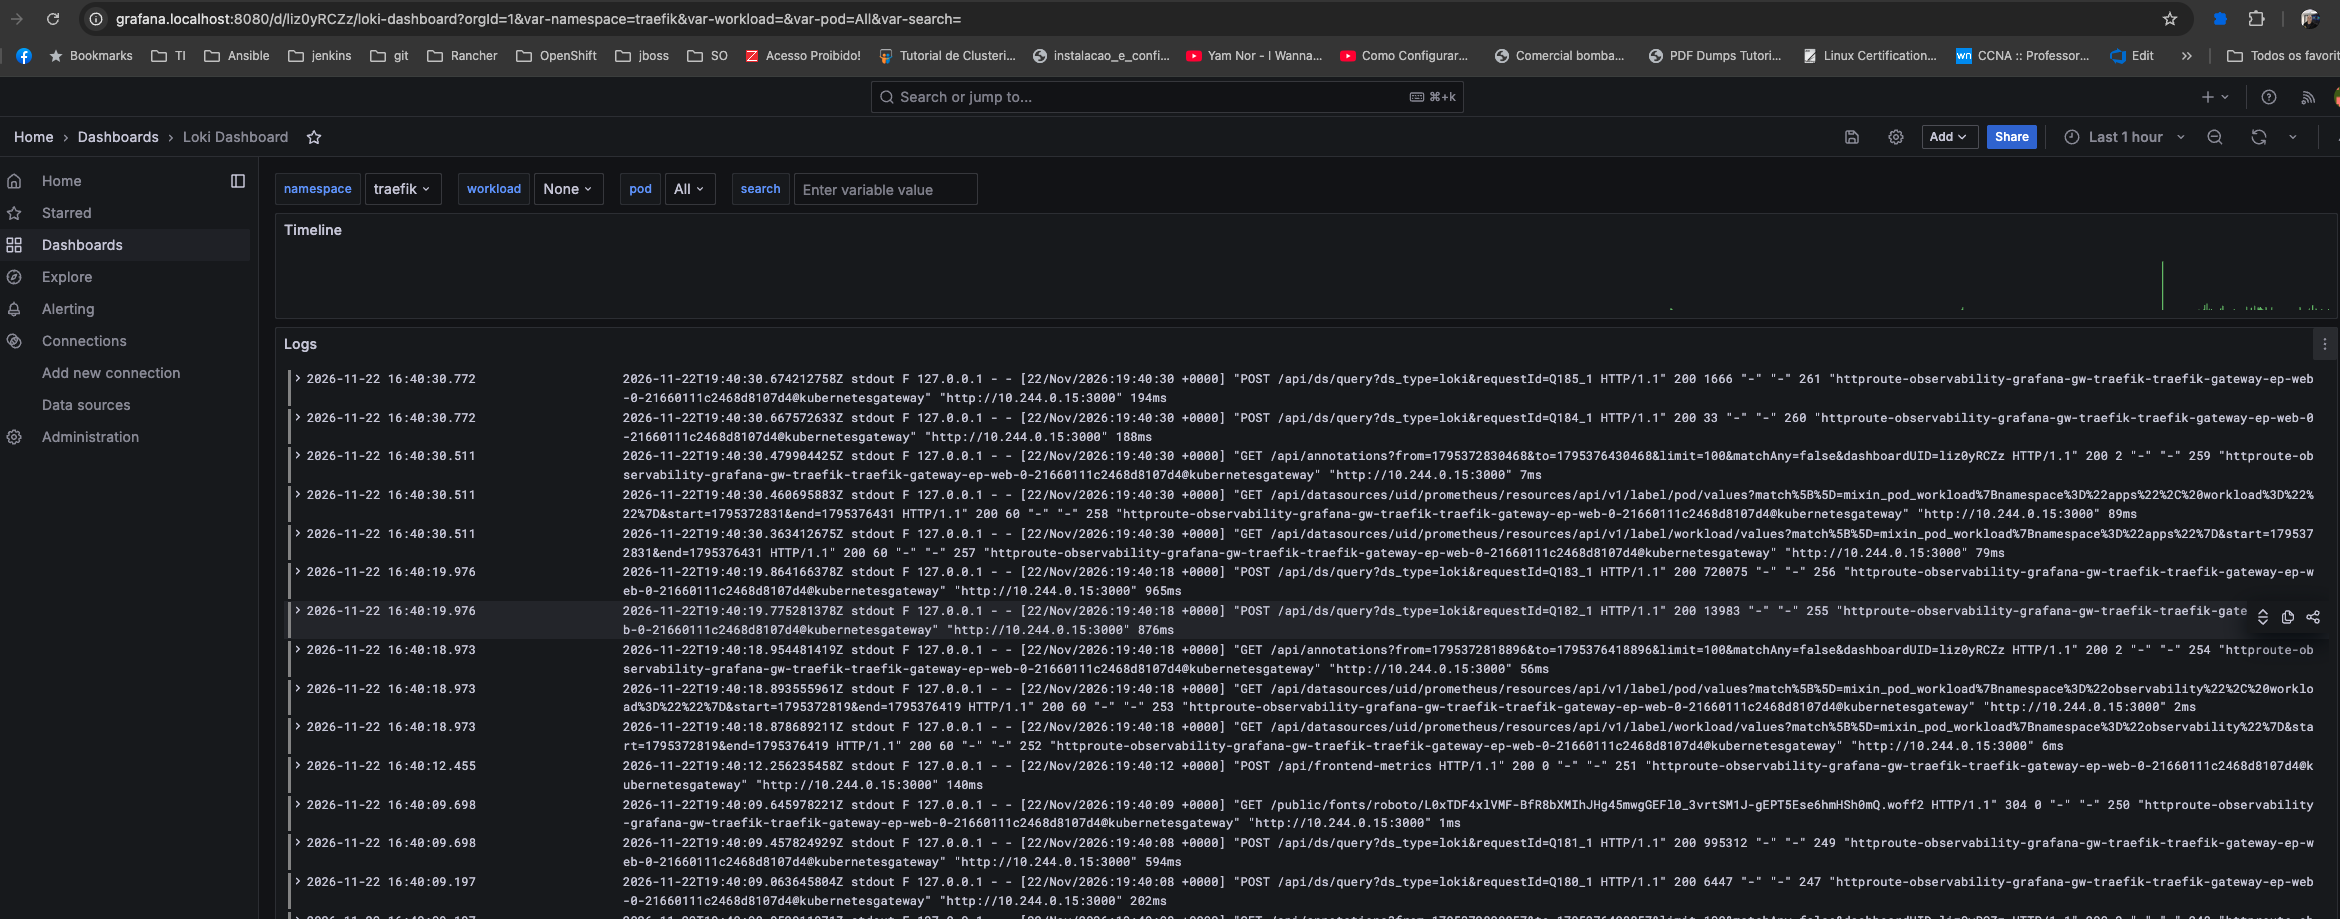 grafana.localhost:8080/d/liz0yRCZz/loki-dashboard?orgId=1&var-namespace=traefik&var-workload=&var-pod=All&var-search=
Bookmarks TI Ansible jenkins git Rancher OpenShift jboss SO Acesso Proibido! Tutorial de Clusteri... instalacao_e_confi... Yam Nor - I Wanna... Como Configurar... Comercial bomba... PDF Dumps Tutori... Linux Certification... wn CCNA :: Professor... Edit » Todos os favorit
Search or jump to... ⌘+k
Home › Dashboards › Loki Dashboard Add Share Last 1 hour
Home
Starred
Dashboards
Explore
Alerting
Connections
Add new connection
Data sources
Administration
namespace traefik workload None pod All search Enter variable value
Timeline
Logs
2026-11-22 16:40:30.772 2026-11-22T19:40:30.674212758Z stdout F 127.0.0.1 - - [22/Nov/2026:19:40:30 +0000] "POST /api/ds/query?ds_type=loki&requestId=Q185_1 HTTP/1.1" 200 1666 "-" "-" 261 "httproute-observability-grafana-gw-traefik-traefik-gateway-ep-web
-0-21660111c2468d8107d4@kubernetesgateway" "http://10.244.0.15:3000" 194ms
2026-11-22 16:40:30.772 2026-11-22T19:40:30.667572633Z stdout F 127.0.0.1 - - [22/Nov/2026:19:40:30 +0000] "POST /api/ds/query?ds_type=loki&requestId=Q184_1 HTTP/1.1" 200 33 "-" "-" 260 "httproute-observability-grafana-gw-traefik-traefik-gateway-ep-web-0
-21660111c2468d8107d4@kubernetesgateway" "http://10.244.0.15:3000" 188ms
2026-11-22 16:40:30.511 2026-11-22T19:40:30.479904425Z stdout F 127.0.0.1 - - [22/Nov/2026:19:40:30 +0000] "GET /api/annotations?from=1795372830468&to=1795376430468&limit=100&matchAny=false&dashboardUID=liz0yRCZz HTTP/1.1" 200 2 "-" "-" 259 "httproute-ob
servability-grafana-gw-traefik-traefik-gateway-ep-web-0-21660111c2468d8107d4@kubernetesgateway" "http://10.244.0.15:3000" 7ms
2026-11-22 16:40:30.511 2026-11-22T19:40:30.460695883Z stdout F 127.0.0.1 - - [22/Nov/2026:19:40:30 +0000] "GET /api/datasources/uid/prometheus/resources/api/v1/label/pod/values?match%5B%5D=mixin_pod_workload%7Bnamespace%3D%22apps%22%2C%20workload%3D%22%
22%7D&start=1795372831&end=1795376431 HTTP/1.1" 200 60 "-" "-" 258 "httproute-observability-grafana-gw-traefik-traefik-gateway-ep-web-0-21660111c2468d8107d4@kubernetesgateway" "http://10.244.0.15:3000" 89ms
2026-11-22 16:40:30.511 2026-11-22T19:40:30.363412675Z stdout F 127.0.0.1 - - [22/Nov/2026:19:40:30 +0000] "GET /api/datasources/uid/prometheus/resources/api/v1/label/workload/values?match%5B%5D=mixin_pod_workload%7Bnamespace%3D%22apps%22%7D&start=179537
2831&end=1795376431 HTTP/1.1" 200 60 "-" "-" 257 "httproute-observability-grafana-gw-traefik-traefik-gateway-ep-web-0-21660111c2468d8107d4@kubernetesgateway" "http://10.244.0.15:3000" 79ms
2026-11-22 16:40:19.976 2026-11-22T19:40:19.864166378Z stdout F 127.0.0.1 - - [22/Nov/2026:19:40:18 +0000] "POST /api/ds/query?ds_type=loki&requestId=Q183_1 HTTP/1.1" 200 720075 "-" "-" 256 "httproute-observability-grafana-gw-traefik-traefik-gateway-ep-w
eb-0-21660111c2468d8107d4@kubernetesgateway" "http://10.244.0.15:3000" 965ms
2026-11-22 16:40:19.976 2026-11-22T19:40:19.775281378Z stdout F 127.0.0.1 - - [22/Nov/2026:19:40:18 +0000] "POST /api/ds/query?ds_type=loki&requestId=Q182_1 HTTP/1.1" 200 13983 "-" "-" 255 "httproute-observability-grafana-gw-traefik-traefik-gate
b-0-21660111c2468d8107d4@kubernetesgateway" "http://10.244.0.15:3000" 876ms
2026-11-22 16:40:18.973 2026-11-22T19:40:18.954481419Z stdout F 127.0.0.1 - - [22/Nov/2026:19:40:18 +0000] "GET /api/annotations?from=1795372818896&to=1795376418896&limit=100&matchAny=false&dashboardUID=liz0yRCZz HTTP/1.1" 200 2 "-" "-" 254 "httproute-ob
servability-grafana-gw-traefik-traefik-gateway-ep-web-0-21660111c2468d8107d4@kubernetesgateway" "http://10.244.0.15:3000" 56ms
2026-11-22 16:40:18.973 2026-11-22T19:40:18.893555961Z stdout F 127.0.0.1 - - [22/Nov/2026:19:40:18 +0000] "GET /api/datasources/uid/prometheus/resources/api/v1/label/pod/values?match%5B%5D=mixin_pod_workload%7Bnamespace%3D%22observability%22%2C%20worklo
ad%3D%22%22%7D&start=1795372819&end=1795376419 HTTP/1.1" 200 60 "-" "-" 253 "httproute-observability-grafana-gw-traefik-traefik-gateway-ep-web-0-21660111c2468d8107d4@kubernetesgateway" "http://10.244.0.15:3000" 2ms
2026-11-22 16:40:18.973 2026-11-22T19:40:18.878689211Z stdout F 127.0.0.1 - - [22/Nov/2026:19:40:18 +0000] "GET /api/datasources/uid/prometheus/resources/api/v1/label/workload/values?match%5B%5D=mixin_pod_workload%7Bnamespace%3D%22observability%22%7D&sta
rt=1795372819&end=1795376419 HTTP/1.1" 200 60 "-" "-" 252 "httproute-observability-grafana-gw-traefik-traefik-gateway-ep-web-0-21660111c2468d8107d4@kubernetesgateway" "http://10.244.0.15:3000" 6ms
2026-11-22 16:40:12.455 2026-11-22T19:40:12.256235458Z stdout F 127.0.0.1 - - [22/Nov/2026:19:40:12 +0000] "POST /api/frontend-metrics HTTP/1.1" 200 0 "-" "-" 251 "httproute-observability-grafana-gw-traefik-traefik-gateway-ep-web-0-21660111c2468d8107d4@k
ubernetesgateway" "http://10.244.0.15:3000" 140ms
2026-11-22 16:40:09.698 2026-11-22T19:40:09.645978221Z stdout F 127.0.0.1 - - [22/Nov/2026:19:40:09 +0000] "GET /public/fonts/roboto/L0xTDF4xlVMF-BfR8bXMIhJHg45mwgGEFl0_3vrtSM1J-gEPT5Ese6hmHSh0mQ.woff2 HTTP/1.1" 304 0 "-" "-" 250 "httproute-observability
-grafana-gw-traefik-traefik-gateway-ep-web-0-21660111c2468d8107d4@kubernetesgateway" "http://10.244.0.15:3000" 1ms
2026-11-22 16:40:09.698 2026-11-22T19:40:09.457824929Z stdout F 127.0.0.1 - - [22/Nov/2026:19:40:08 +0000] "POST /api/ds/query?ds_type=loki&requestId=Q181_1 HTTP/1.1" 200 995312 "-" "-" 249 "httproute-observability-grafana-gw-traefik-traefik-gateway-ep-w
eb-0-21660111c2468d8107d4@kubernetesgateway" "http://10.244.0.15:3000" 594ms
2026-11-22 16:40:09.197 2026-11-22T19:40:09.063645804Z stdout F 127.0.0.1 - - [22/Nov/2026:19:40:08 +0000] "POST /api/ds/query?ds_type=loki&requestId=Q180_1 HTTP/1.1" 200 6447 "-" "-" 247 "httproute-observability-grafana-gw-traefik-traefik-gateway-ep-web
-0-21660111c2468d8107d4@kubernetesgateway" "http://10.244.0.15:3000" 202ms